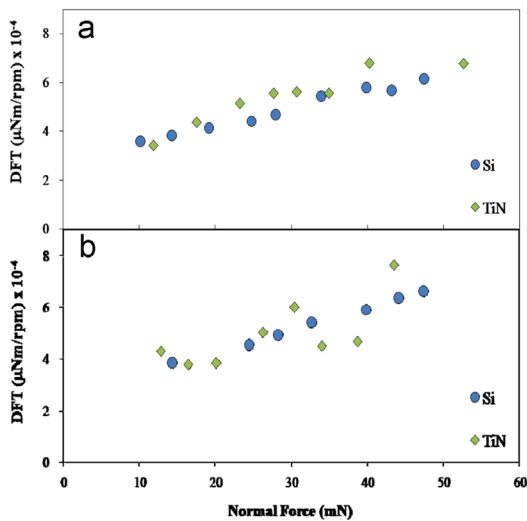 a
8
6
4
2
0
DFT (μNm/rpm) x 10⁻⁴
Si
TiN
b
8
6
4
2
0
DFT (μNm/rpm) x 10⁻⁴
Si
TiN
0 10 20 30 40 50 60
Normal Force (mN)